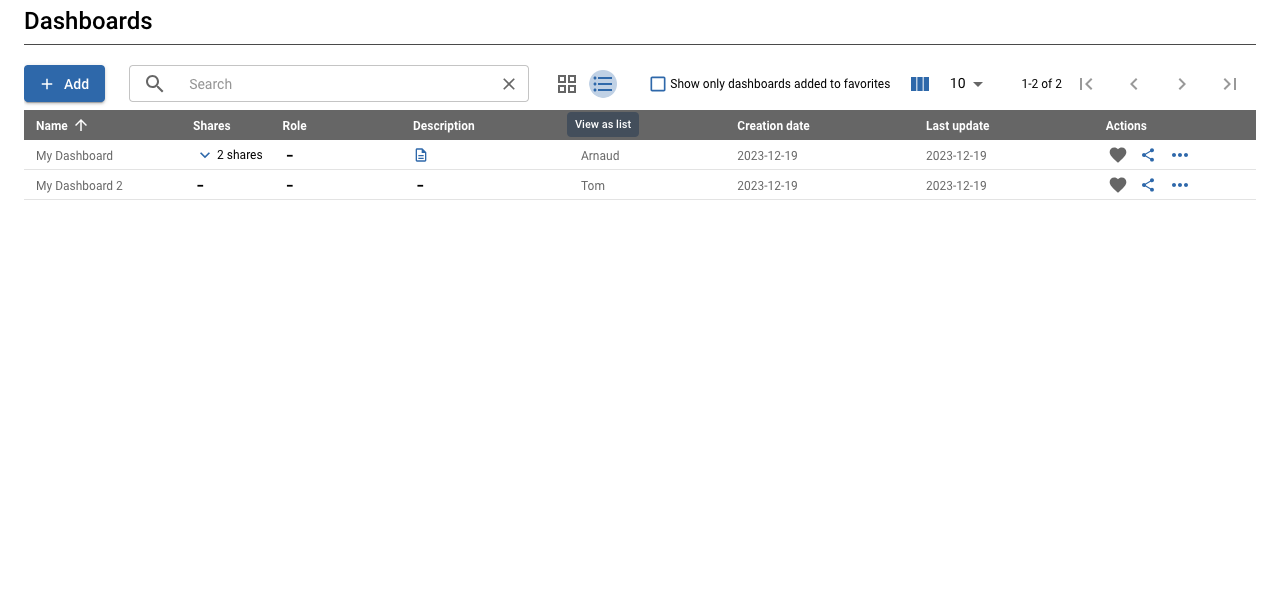 Dashboards
Add
Search
Show only dashboards added to favorites
10
1-2 of 2
Name Shares Role Description View as list Creation date Last update Actions
My Dashboard 2 shares - Arnaud 2023-12-19 2023-12-19
My Dashboard 2 - - - Tom 2023-12-19 2023-12-19